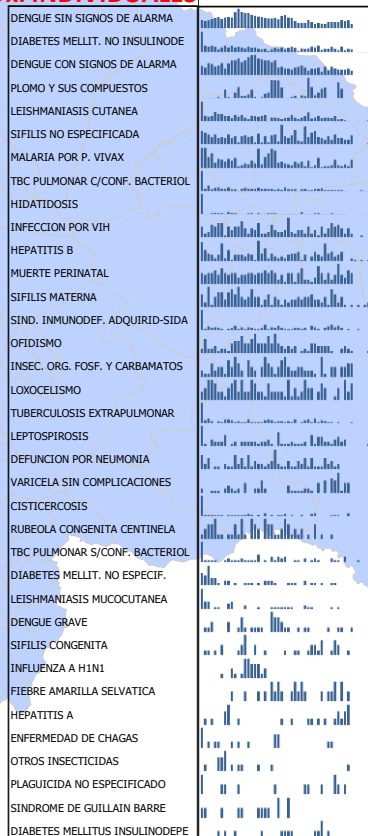 DENGUE SIN SIGNOS DE ALARMA
DIABETES MELLIT. NO INSULINODE
DENGUE CON SIGNOS DE ALARMA
PLOMO Y SUS COMPUESTOS
LEISHMANIASIS CUTANEA
SIFILIS NO ESPECIFICADA
MALARIA POR P. VIVAX
TBC PULMONAR C/CONF. BACTERIOL
HIDATIDOSIS
INFECCION POR VIH
HEPATITIS B
MUERTE PERINATAL
SIFILIS MATERNA
SIND. INMUNODEF. ADQUIRID-SIDA
OFIDISMO
INSEC. ORG. FOSF. Y CARBAMATOS
LOXOCELISMO
TUBERCULOSIS EXTRAPULMONAR
LEPTOSPIROSIS
DEFUNCION POR NEUMONIA
VARICELA SIN COMPLICACIONES
CISTICERCOSIS
RUBEOLA CONGENITA CENTINELA
TBC PULMONAR S/CONF. BACTERIOL
DIABETES MELLIT. NO ESPECIF.
LEISHMANIASIS MUCOCUTANEA
DENGUE GRAVE
SIFILIS CONGENITA
INFLUENZA A H1N1
FIEBRE AMARILLA SELVATICA
HEPATITIS A
ENFERMEDAD DE CHAGAS
OTROS INSECTICIDAS
PLAGUICIDA NO ESPECIFICADO
SINDROME DE GUILLAIN BARRE
DIABETES MELLITUS INSULINODEPE